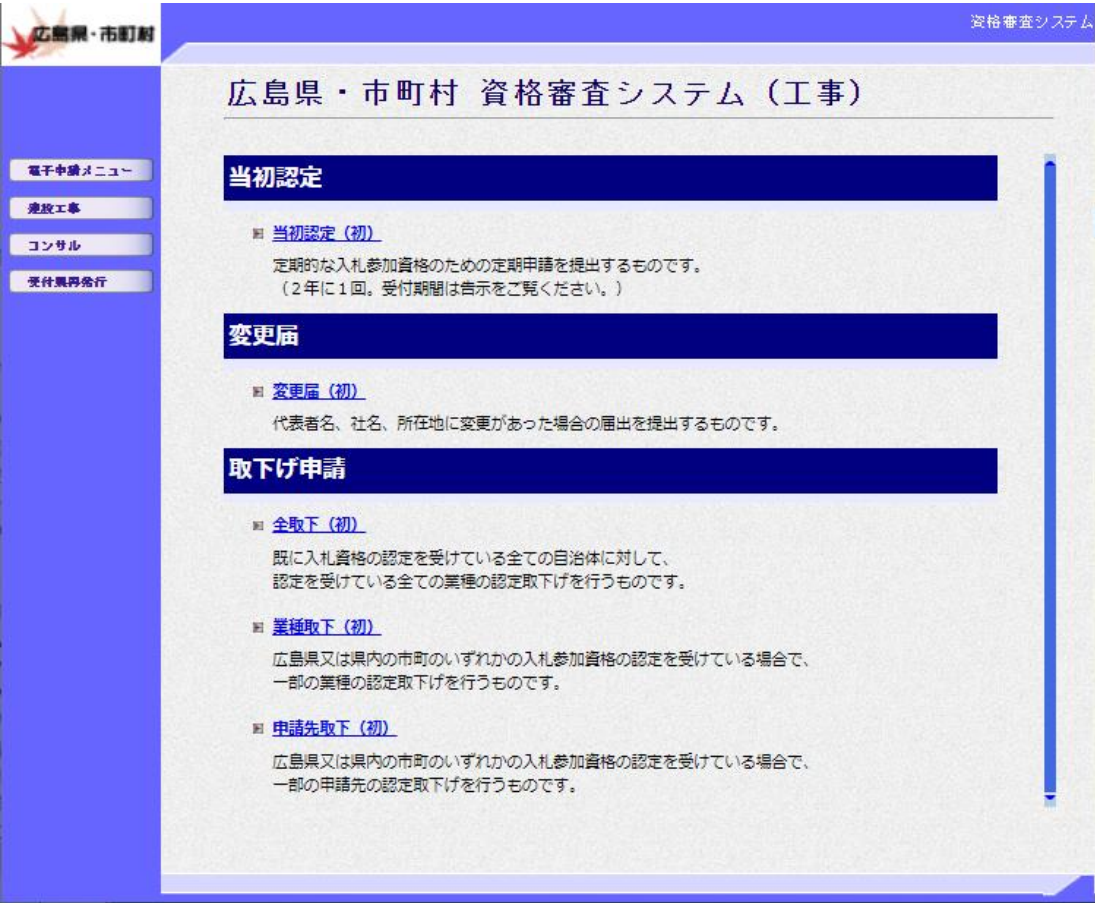 広島県・市町村
資格審査システム
広島県・市町村 資格審査システム（工事）
電子申請メニュー
建設工事
コンサル
受付票再発行
当初認定
当初認定（初）
定期的な入札参加資格のための定期申請を提出するものです。
（２年に１回。受付期間は告示をご覧ください。）
変更届
変更届（初）
代表者名、社名、所在地に変更があった場合の届出を提出するものです。
取下げ申請
全取下（初）
既に入札資格の認定を受けている全ての自治体に対して、
認定を受けている全ての業種の認定取下げを行うものです。
業種取下（初）
広島県又は県内の市町のいずれかの入札参加資格の認定を受けている場合で、
一部の業種の認定取下げを行うものです。
申請先取下（初）
広島県又は県内の市町のいずれかの入札参加資格の認定を受けている場合で、
一部の申請先の認定取下げを行うものです。